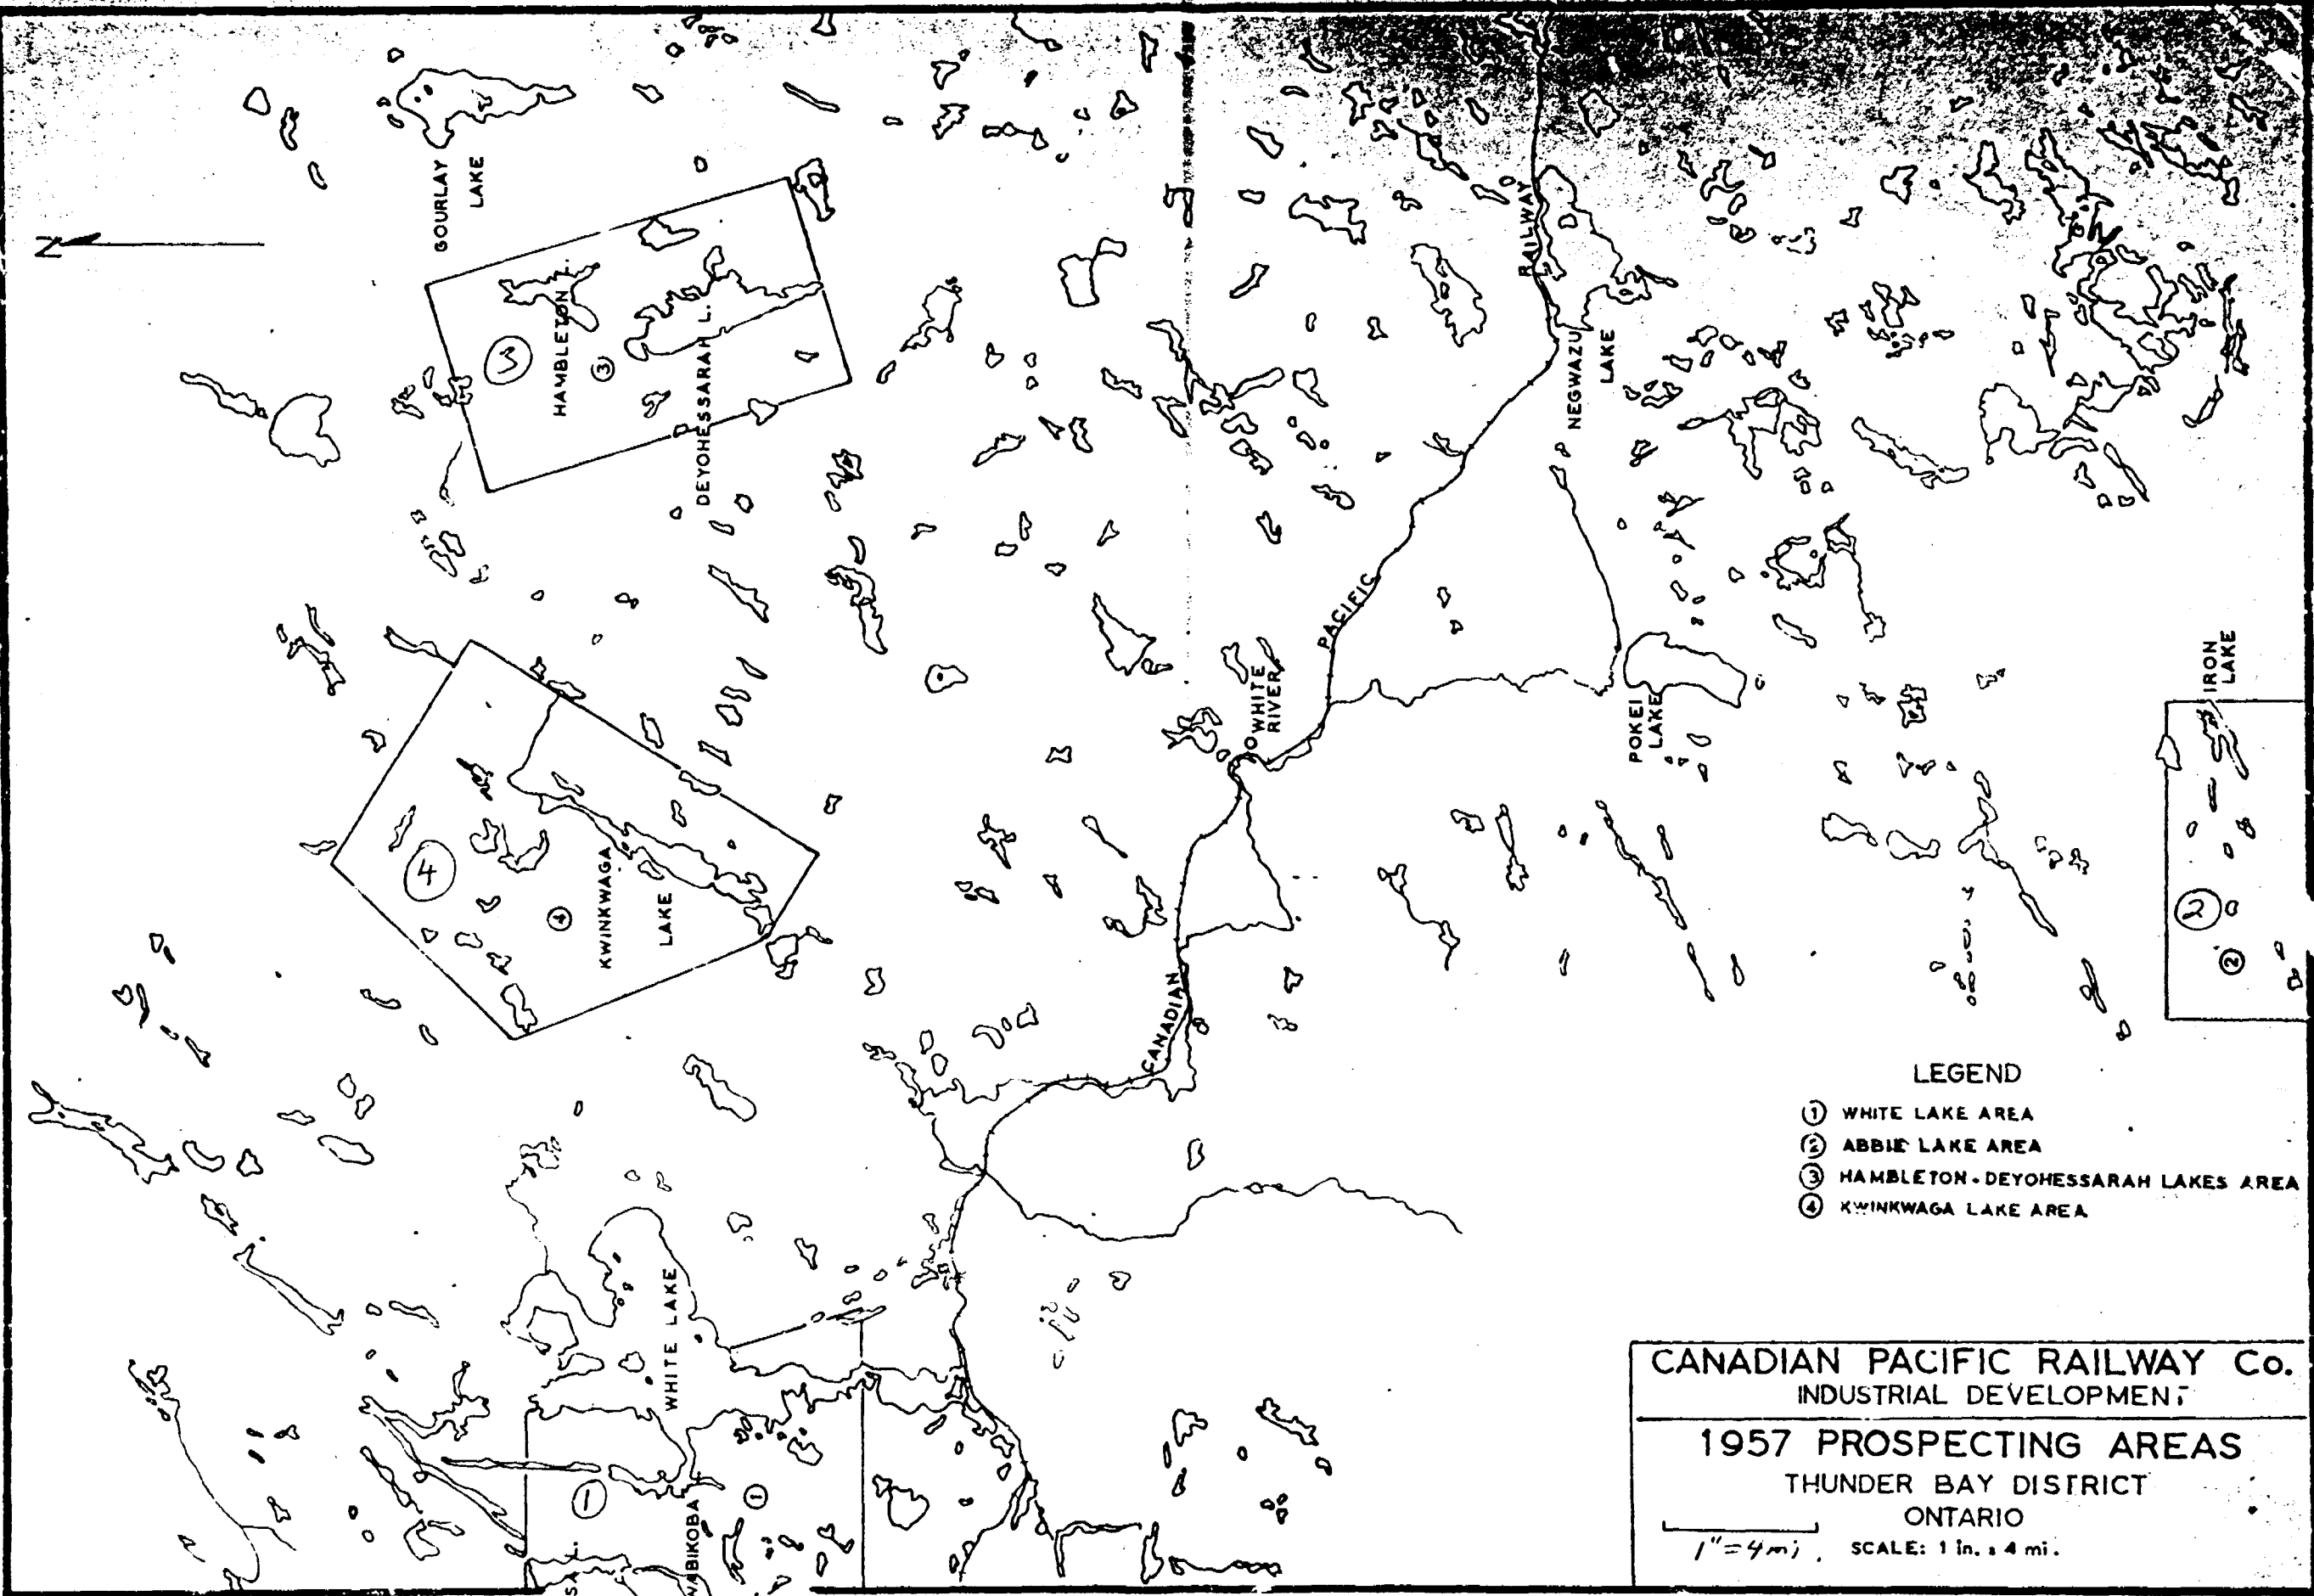 GOURLAY
LAKE
N
HAMBLETON L.
3
3
DEYOHESSARAH L.
RAILWAY
NEGWAZU
LAKE
PACIFIC
WHITE
RIVER
POKEI
LAKE
IRON
LAKE
4
4
KWINKWAGA
LAKE
CANADIAN
2
2
WHITE LAKE
1
1
WABIKOBA
LEGEND
1 WHITE LAKE AREA
2 ABBIE LAKE AREA
3 HAMBLETON-DEYOHESSARAH LAKES AREA
4 KWINKWAGA LAKE AREA
CANADIAN PACIFIC RAILWAY Co.
INDUSTRIAL DEVELOPMENT
1957 PROSPECTING AREAS
THUNDER BAY DISTRICT
ONTARIO
1"=4mi. SCALE: 1 in. = 4 mi.